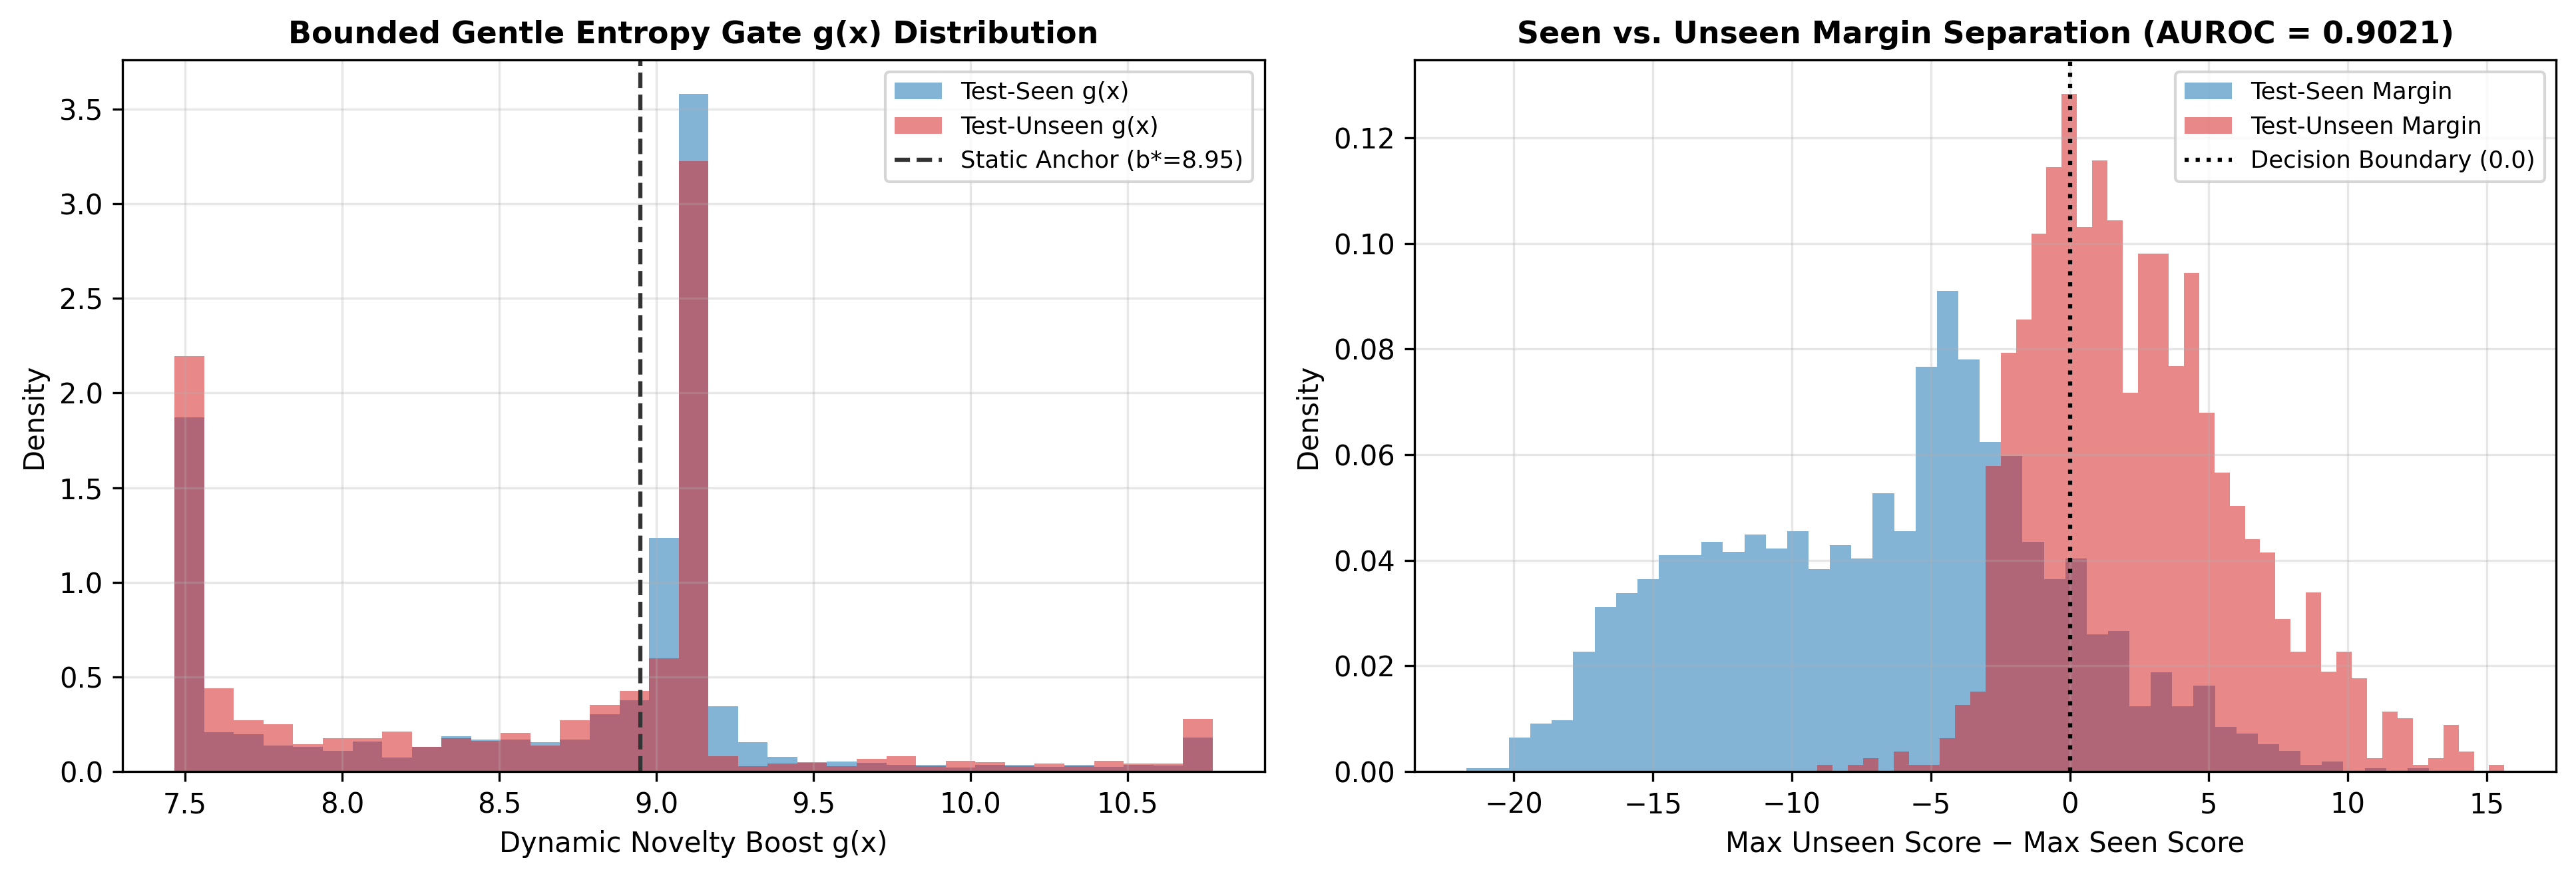 Bounded Gentle Entropy Gate g(x) Distribution
Test-Seen g(x)
Test-Unseen g(x)
Static Anchor (b*=8.95)
Density
3.5
3.0
2.5
2.0
1.5
1.0
0.5
0.0
7.5 8.0 8.5 9.0 9.5 10.0 10.5
Dynamic Novelty Boost g(x)
Seen vs. Unseen Margin Separation (AUROC = 0.9021)
Test-Seen Margin
Test-Unseen Margin
Decision Boundary (0.0)
Density
0.12
0.10
0.08
0.06
0.04
0.02
0.00
−20 −15 −10 −5 0 5 10 15
Max Unseen Score − Max Seen Score